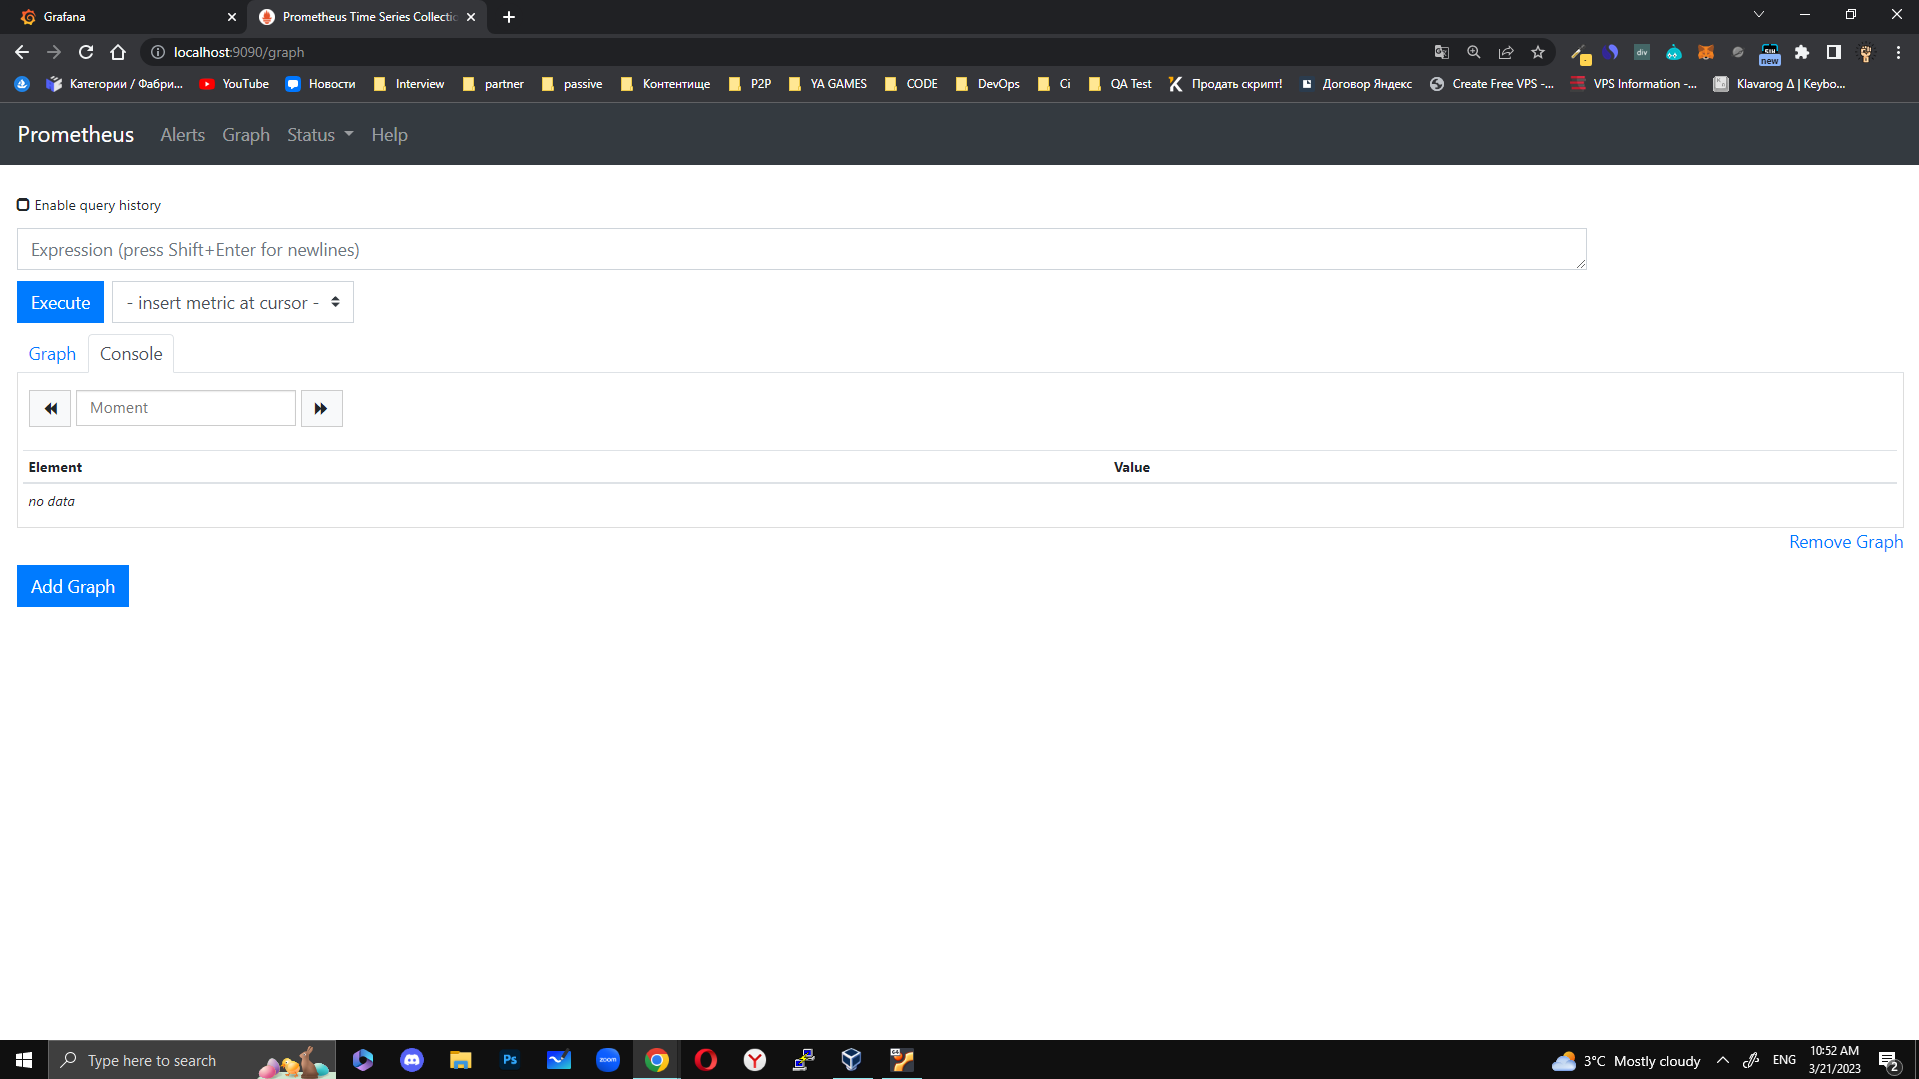 Grafana
Prometheus Time Series Collectic
localhost:9090/graph
new
Категории / Фабри...
YouTube
Новости
Interview
partner
passive
Контентище
P2P
YA GAMES
CODE
DevOps
Ci
QA Test
Продать скрипт!
Договор Яндекс
Create Free VPS -...
VPS Information -...
Klavarog Δ | Keybo...
Prometheus Alerts Graph Status Help
Enable query history
Expression (press Shift+Enter for newlines)
Execute - insert metric at cursor -
Graph Console
Moment
Element Value
no data
Remove Graph
Add Graph
Type here to search
Ps
zoom
3°C Mostly cloudy
ENG
10:52 AM
3/21/2023
2